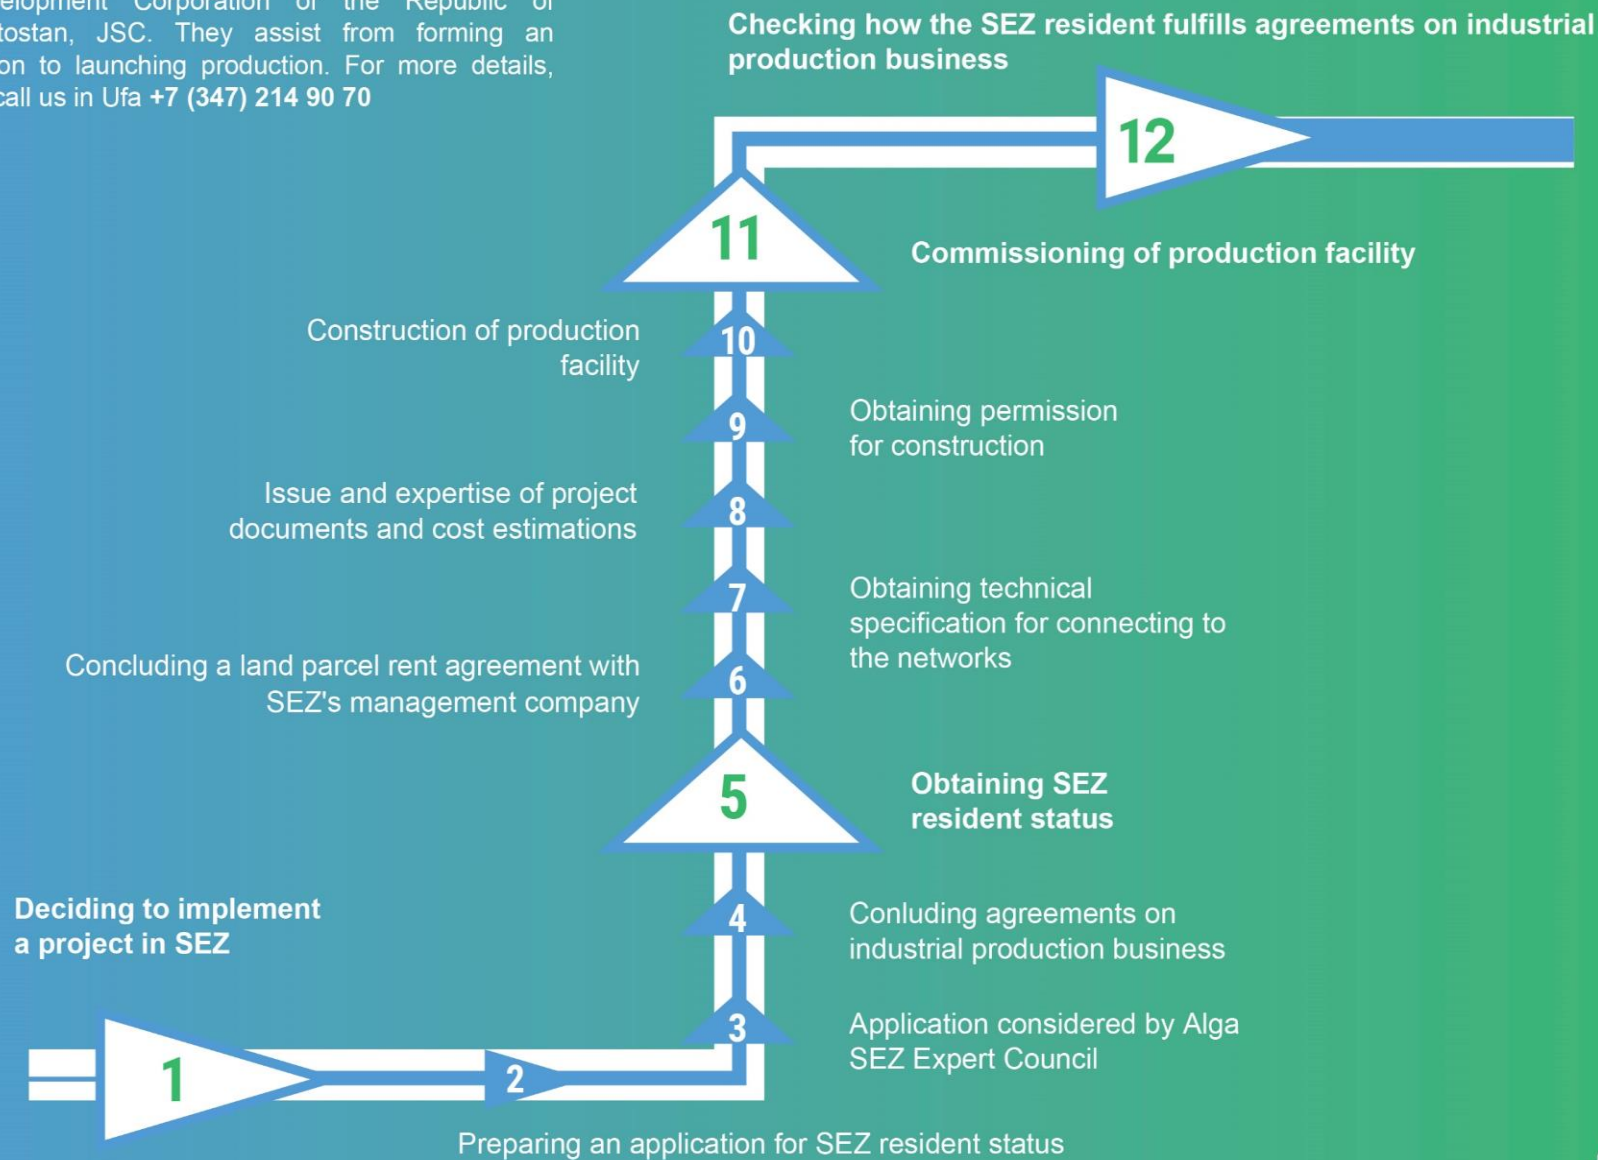 elopment Corporation of the Republic of
tostan, JSC. They assist from forming an
on to launching production. For more details,
call us in Ufa +7 (347) 214 90 70
Checking how the SEZ resident fulfills agreements on industrial
production business
12
11
Commissioning of production facility
Construction of production
facility
10
9
Obtaining permission
for construction
Issue and expertise of project
documents and cost estimations
8
7
Obtaining technical
specification for connecting to
the networks
Concluding a land parcel rent agreement with
SEZ's management company
6
5
Obtaining SEZ
resident status
Deciding to implement
a project in SEZ
4
Conluding agreements on
industrial production business
3
Application considered by Alga
SEZ Expert Council
1
2
Preparing an application for SEZ resident status